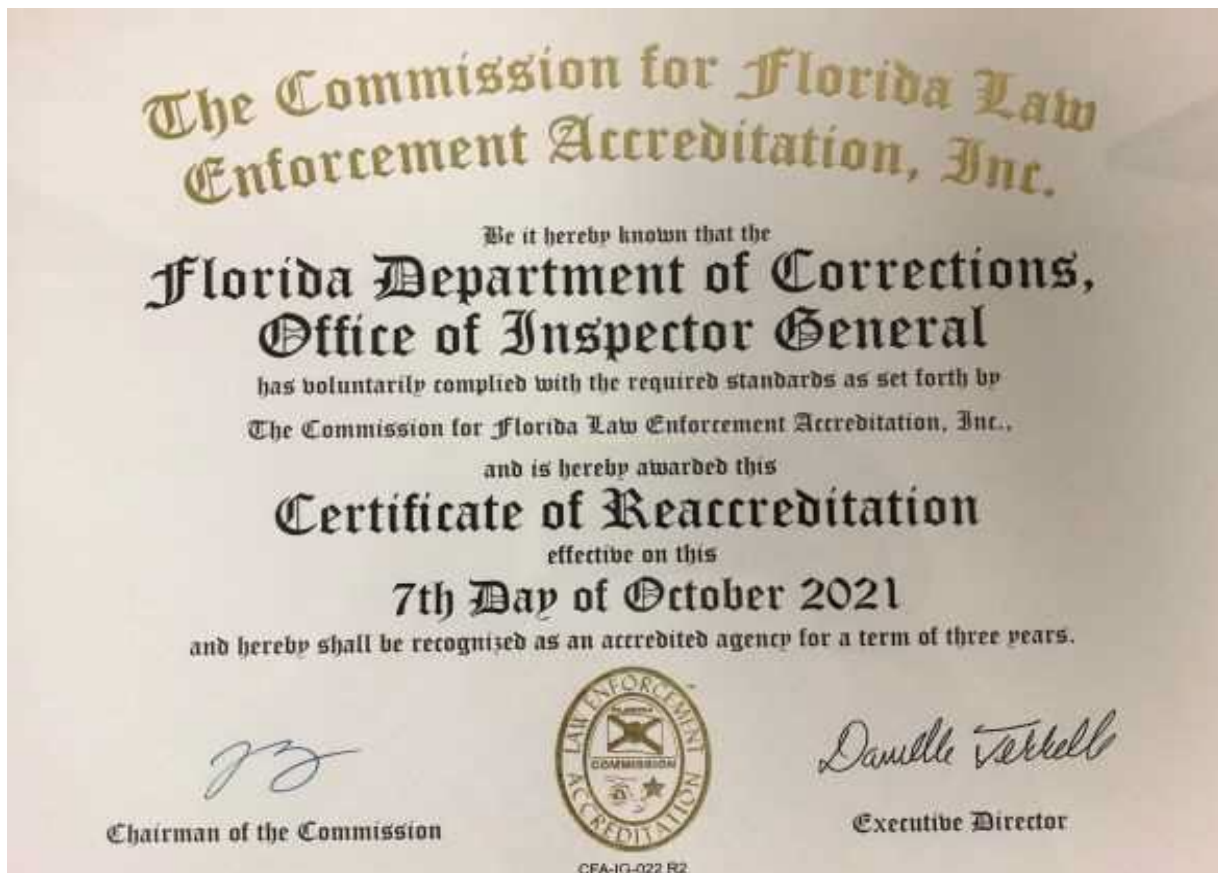 The Commission for Florida Law
Enforcement Accreditation, Inc.
Be it hereby known that the
Florida Department of Corrections,
Office of Inspector General
has voluntarily complied with the required standards as set forth by
The Commission for Florida Law Enforcement Accreditation, Inc.,
and is hereby awarded this
Certificate of Reaccreditation
effective on this
7th Day of October 2021
and hereby shall be recognized as an accredited agency for a term of three years.
LAW ENFORCEMENT
COMMISSION
ACCREDITATION
Danielle Terrell
Chairman of the Commission
Executive Director
CFA-IG-022 R2